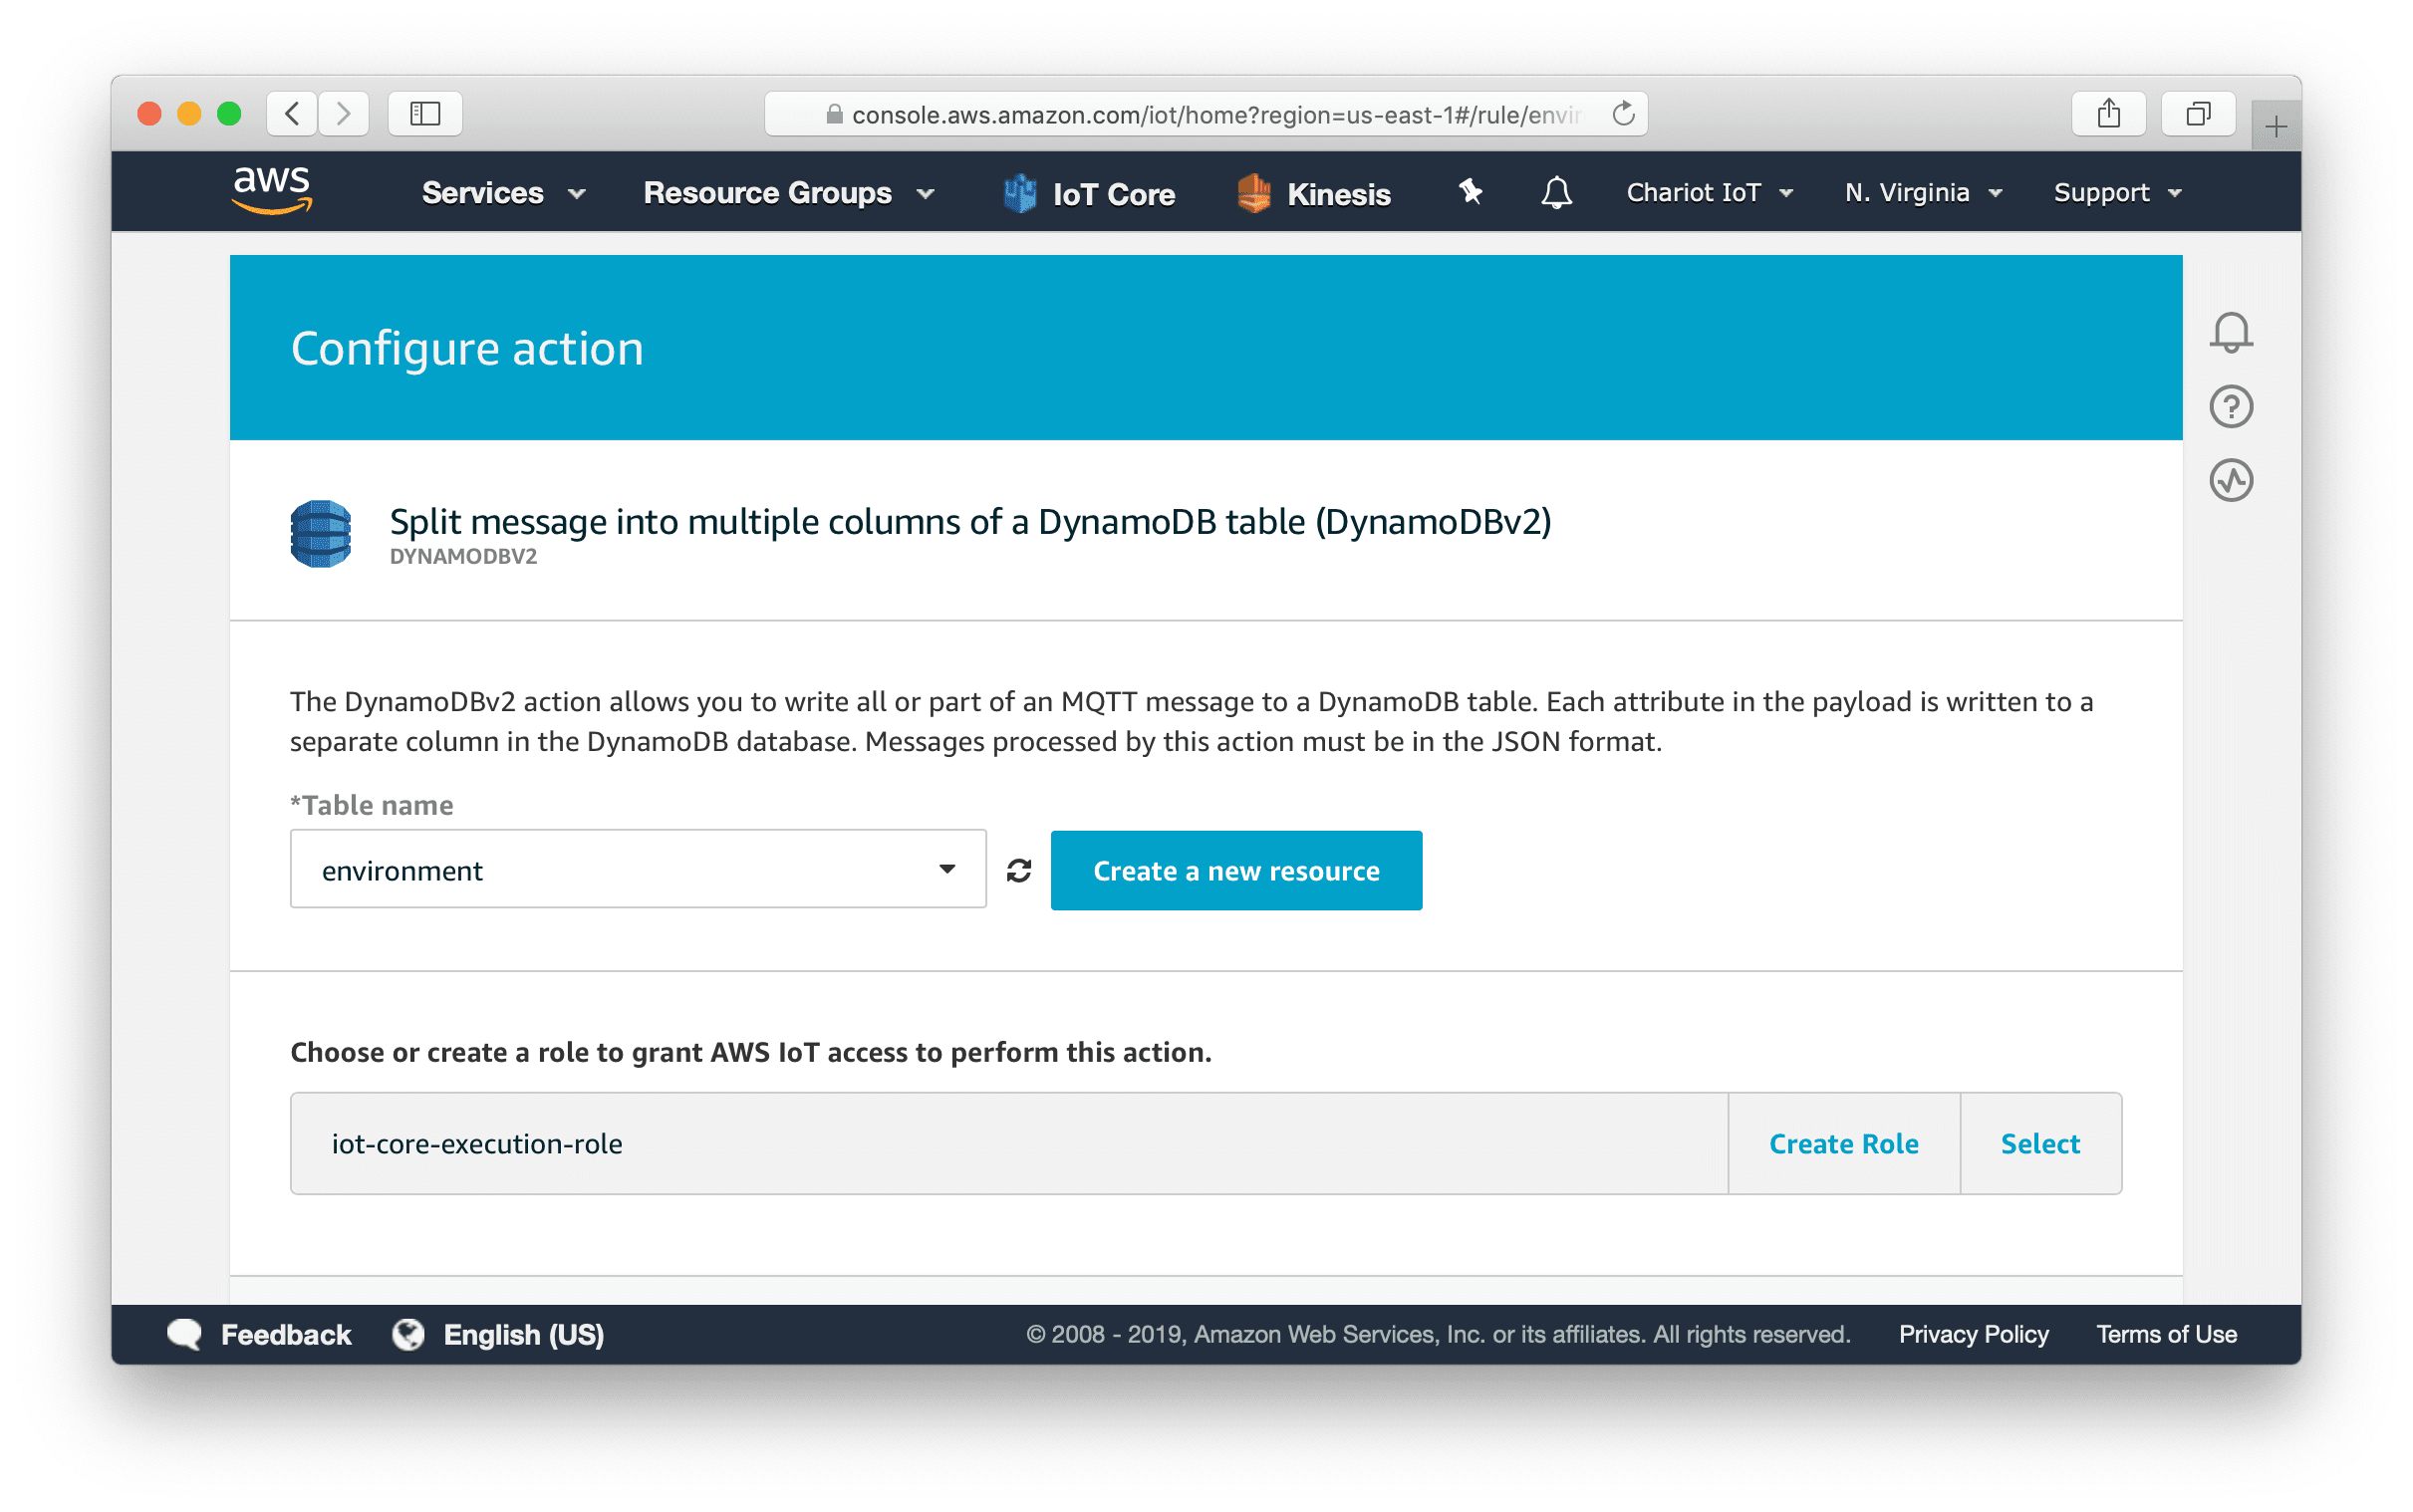 console.aws.amazon.com/iot/home?region=us-east-1#/rule/envir
aws Services Resource Groups IoT Core Kinesis Chariot IoT N. Virginia Support
Configure action
Split message into multiple columns of a DynamoDB table (DynamoDBv2)
DYNAMODBV2
The DynamoDBv2 action allows you to write all or part of an MQTT message to a DynamoDB table. Each attribute in the payload is written to a
separate column in the DynamoDB database. Messages processed by this action must be in the JSON format.
*Table name
environment Create a new resource
Choose or create a role to grant AWS IoT access to perform this action.
iot-core-execution-role Create Role Select
Feedback English (US) © 2008 - 2019, Amazon Web Services, Inc. or its affiliates. All rights reserved. Privacy Policy Terms of Use